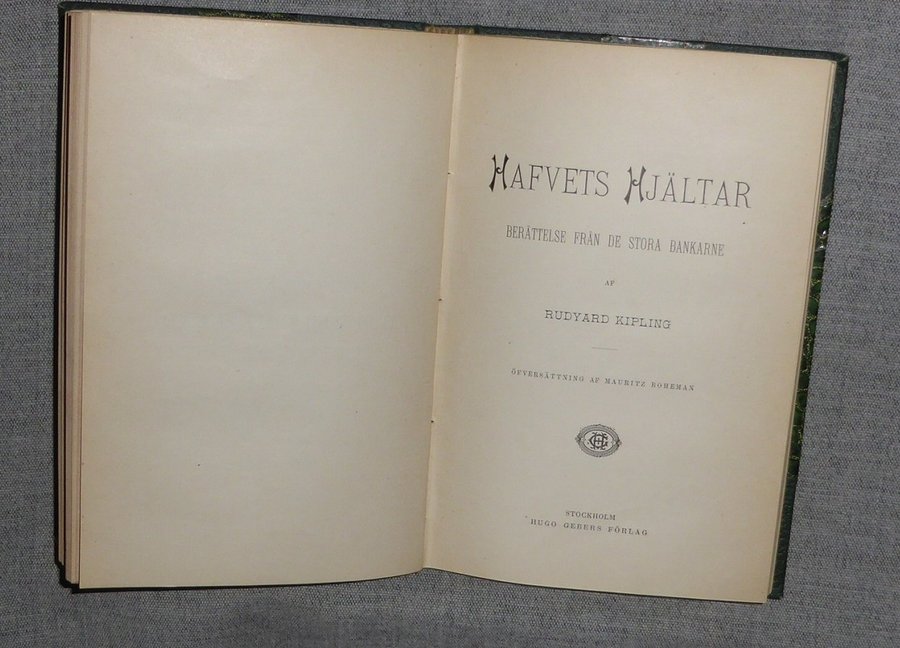 HAFVETS HJÄLTAR
BERÄTTELSE FRÅN DE STORA BANKARNE
AF
RUDYARD KIPLING
ÖFVERSÄTTNING AF MAURITZ BOHEMAN
STOCKHOLM
HUGO GEBERS FÖRLAG